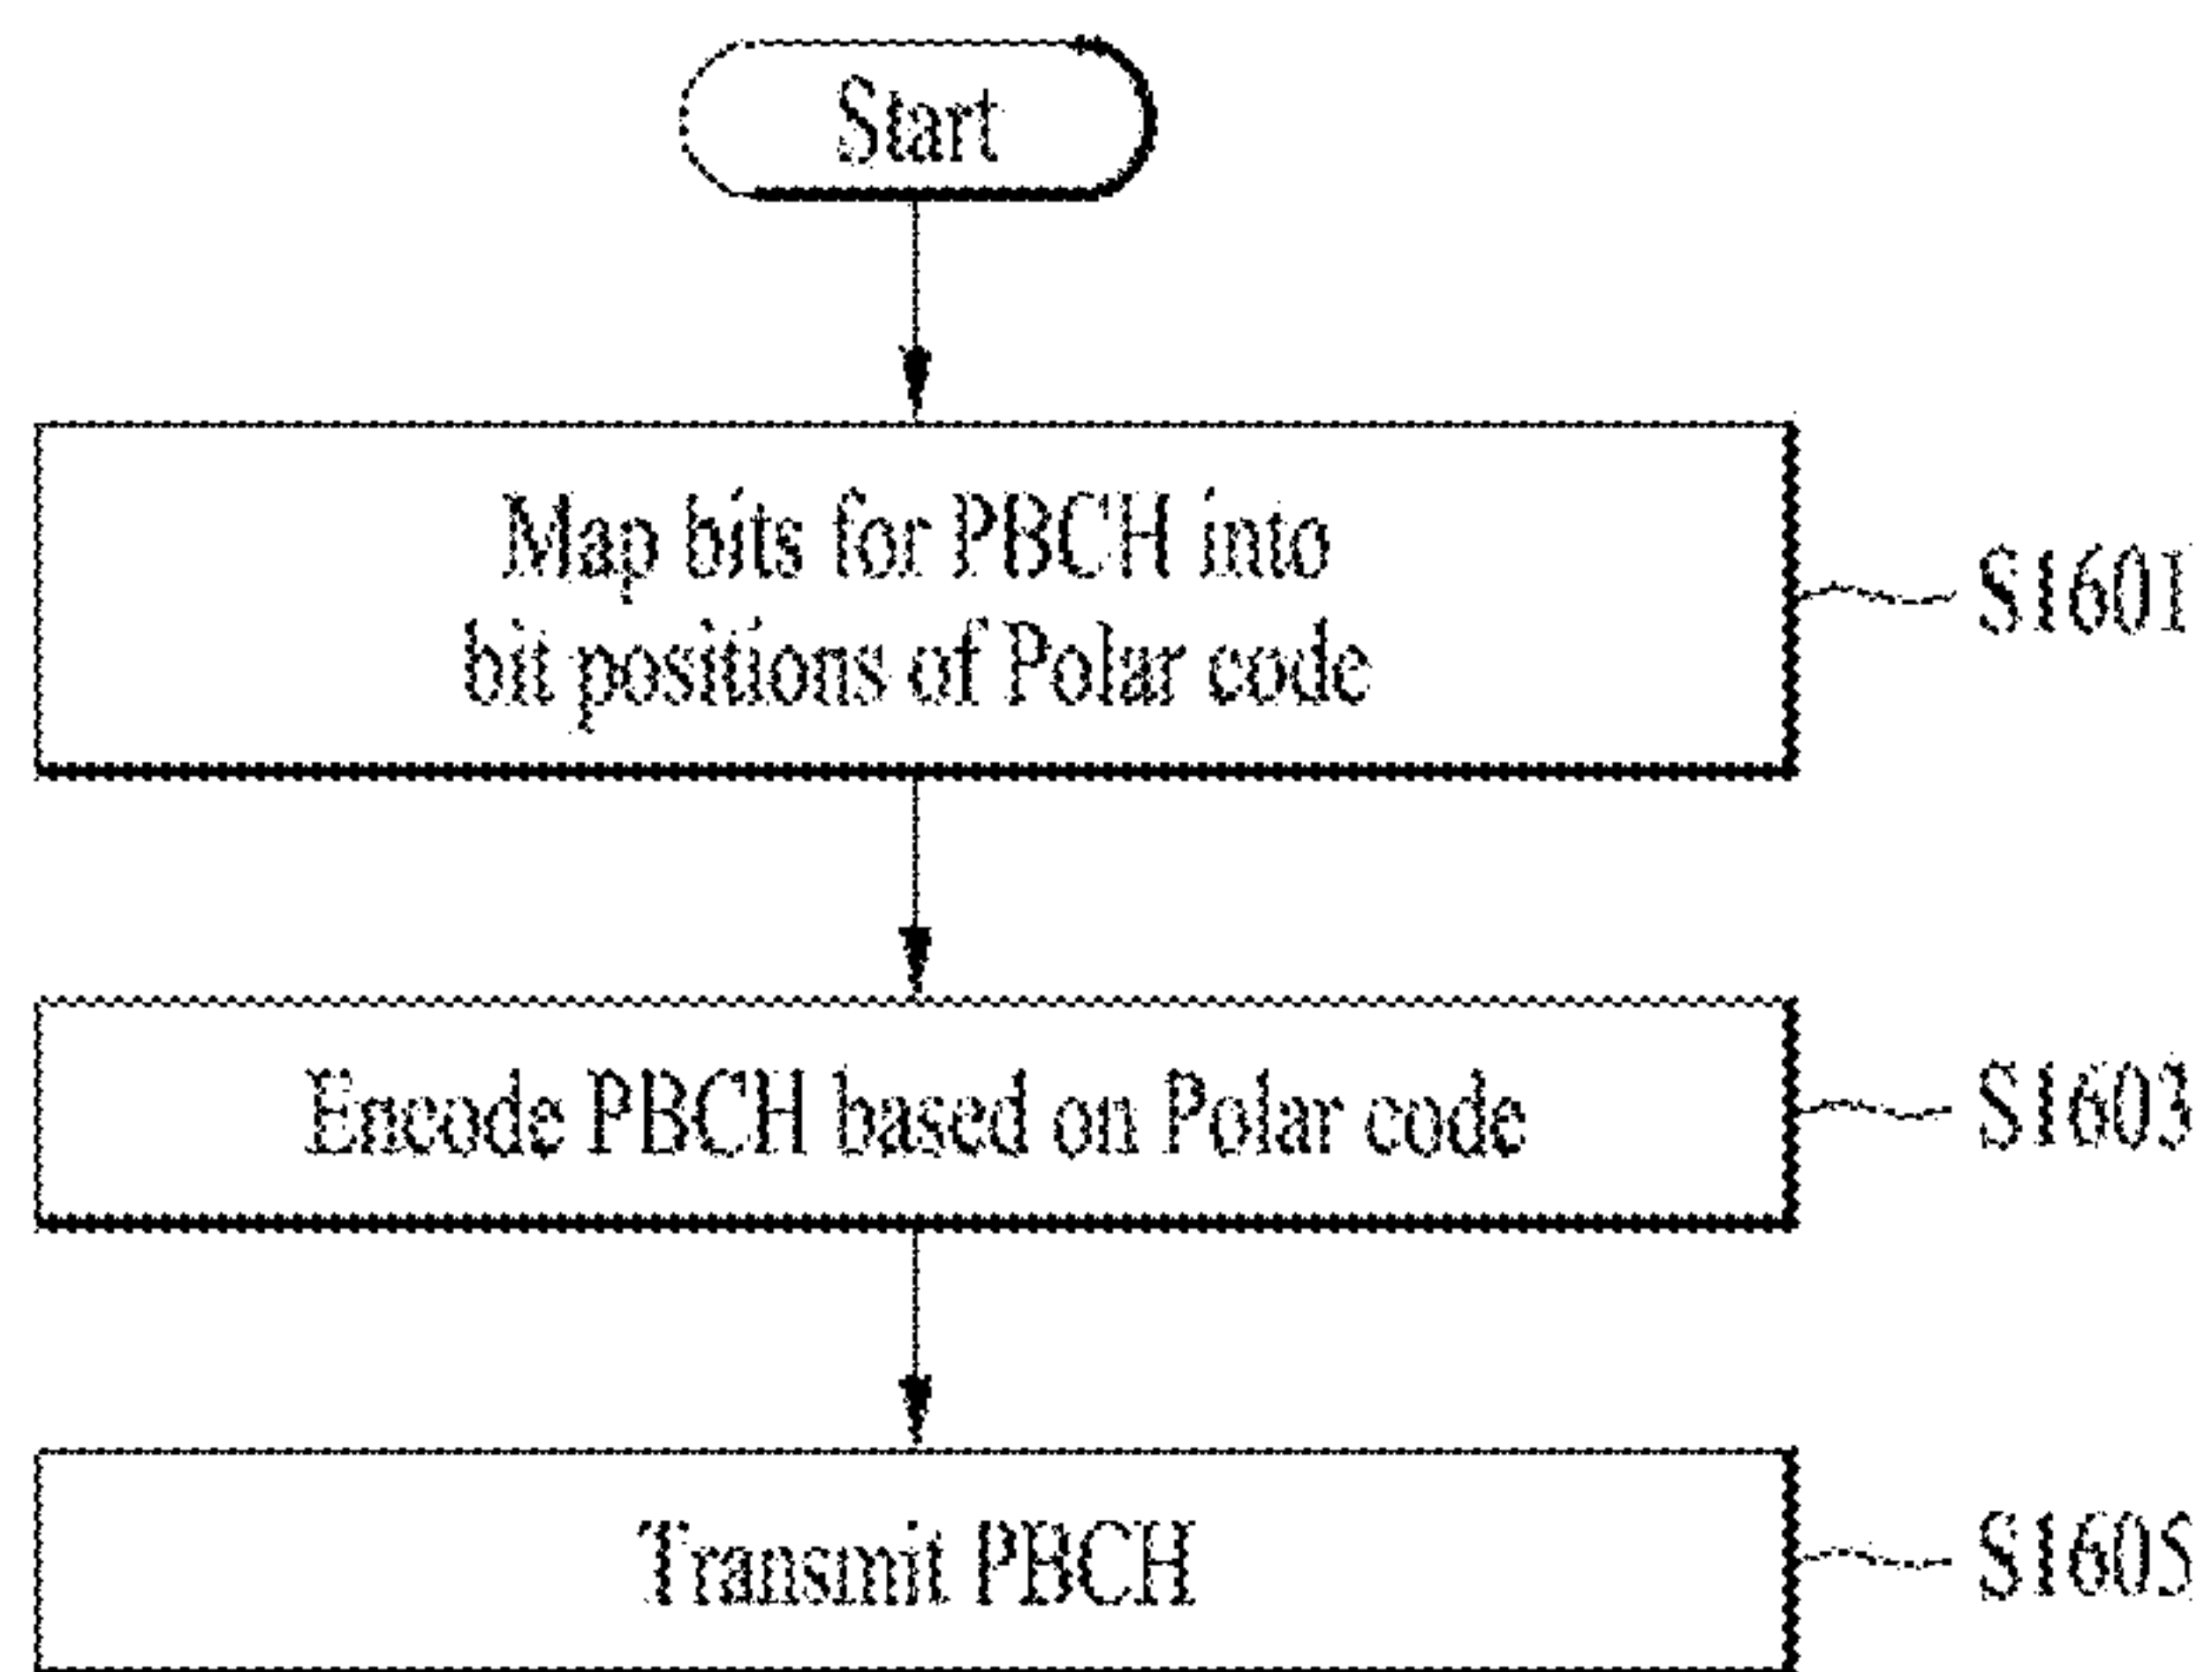 Start
Map bits for PBCH into
bit positions of Polar code
S1601
Encode PBCH based on Polar code
S1603
Transmit PBCH
S1605